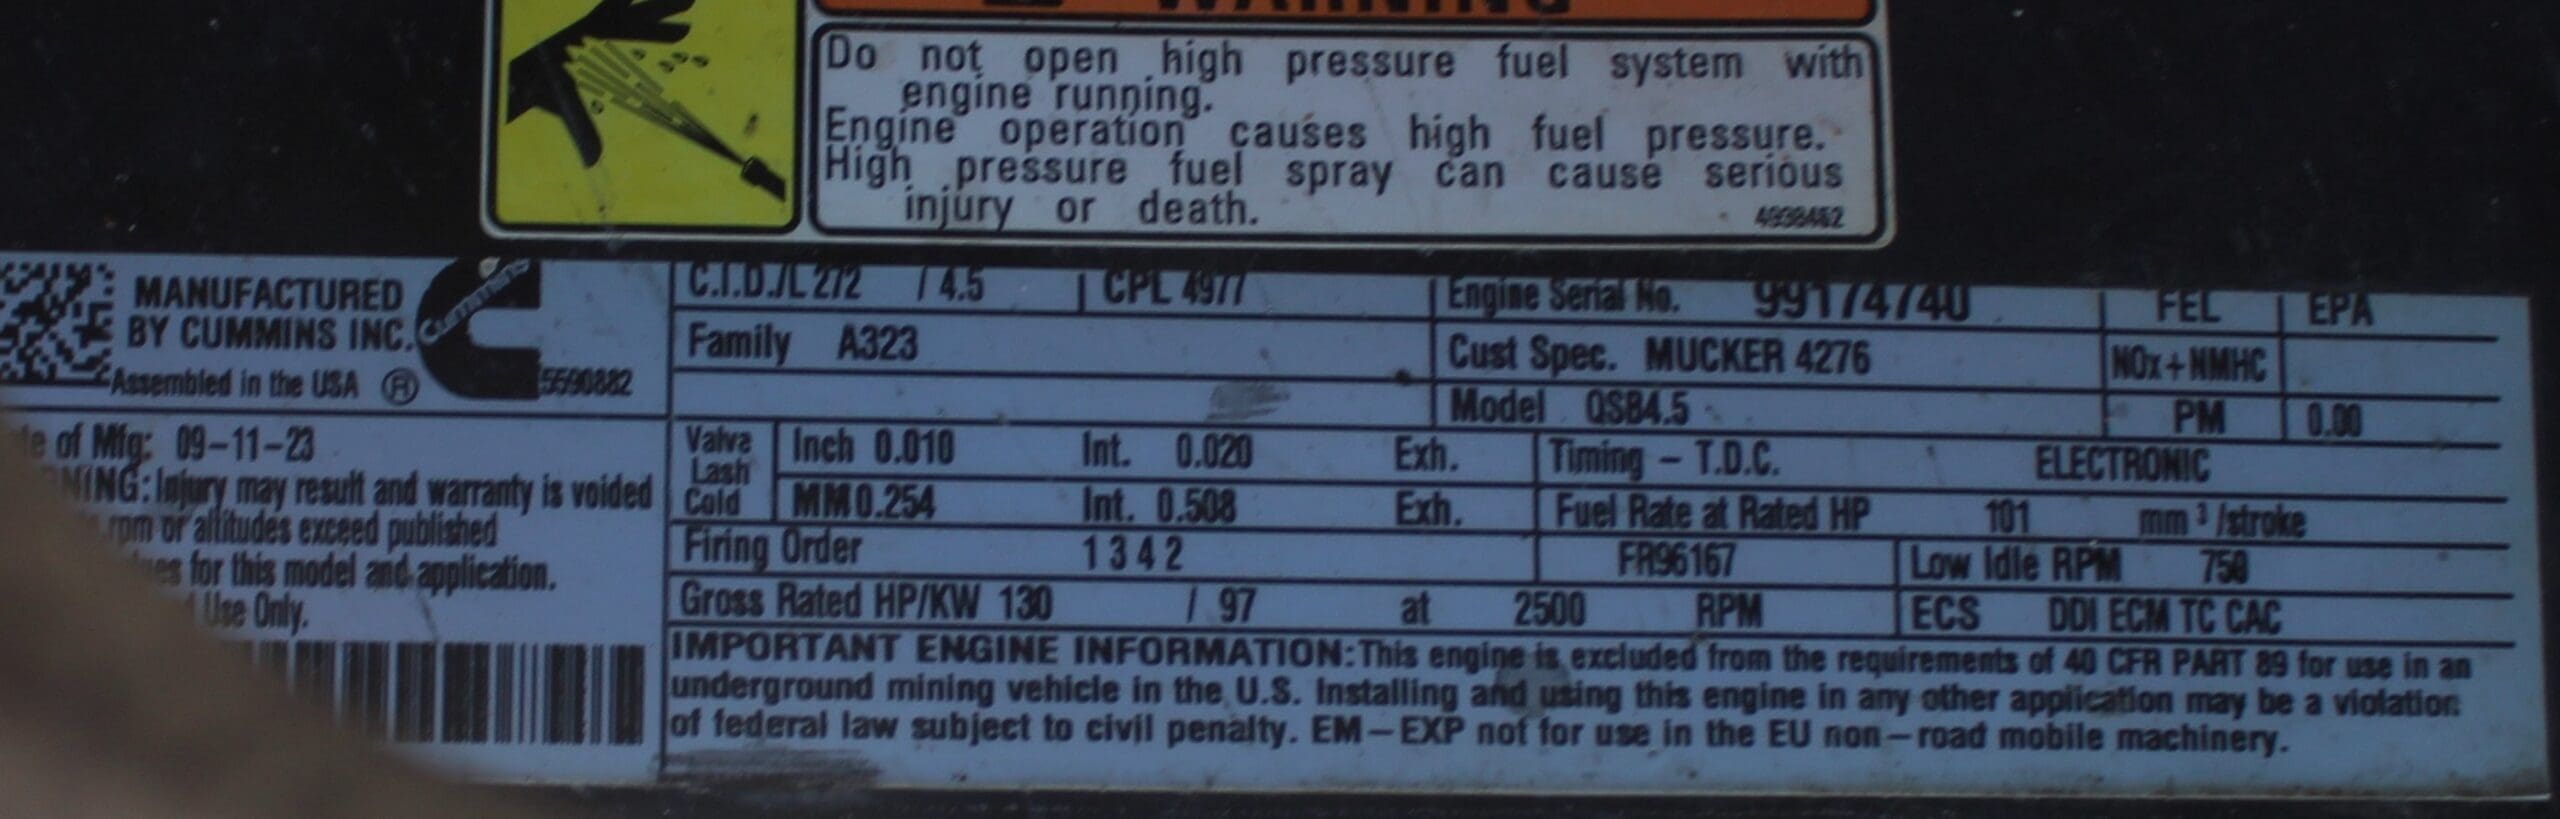 WARNING
Do not open high pressure fuel system with
engine running.
Engine operation causes high fuel pressure.
High pressure fuel spray can cause serious
injury or death.
4938452
MANUFACTURED
BY CUMMINS INC.
Cummins
Assembled in the USA ®
5590882
of Mfg: 09-11-23
Injury may result and warranty is voided
rpm or altitudes exceed published
for this model and application.
Use Only.
C.I.D./L 272 / 4.5 CPL 4977 Engine Serial No. 99174740 FEL EPA
Family A323 Cust Spec. MUCKER 4276 NOx+NMHC
Model QSB4.5 PM 0.00
Valve Lash Cold Inch 0.010 Int. 0.020 Exh. Timing - T.D.C. ELECTRONIC
MM 0.254 Int. 0.508 Exh. Fuel Rate at Rated HP 101 mm³/stroke
Firing Order 1 3 4 2 FR96167 Low Idle RPM 750
Gross Rated HP/KW 130 / 97 at 2500 RPM ECS DDI ECM TC CAC
IMPORTANT ENGINE INFORMATION: This engine is excluded from the requirements of 40 CFR PART 89 for use in an
underground mining vehicle in the U.S. Installing and using this engine in any other application may be a violation
of federal law subject to civil penalty. EM-EXP not for use in the EU non-road mobile machinery.